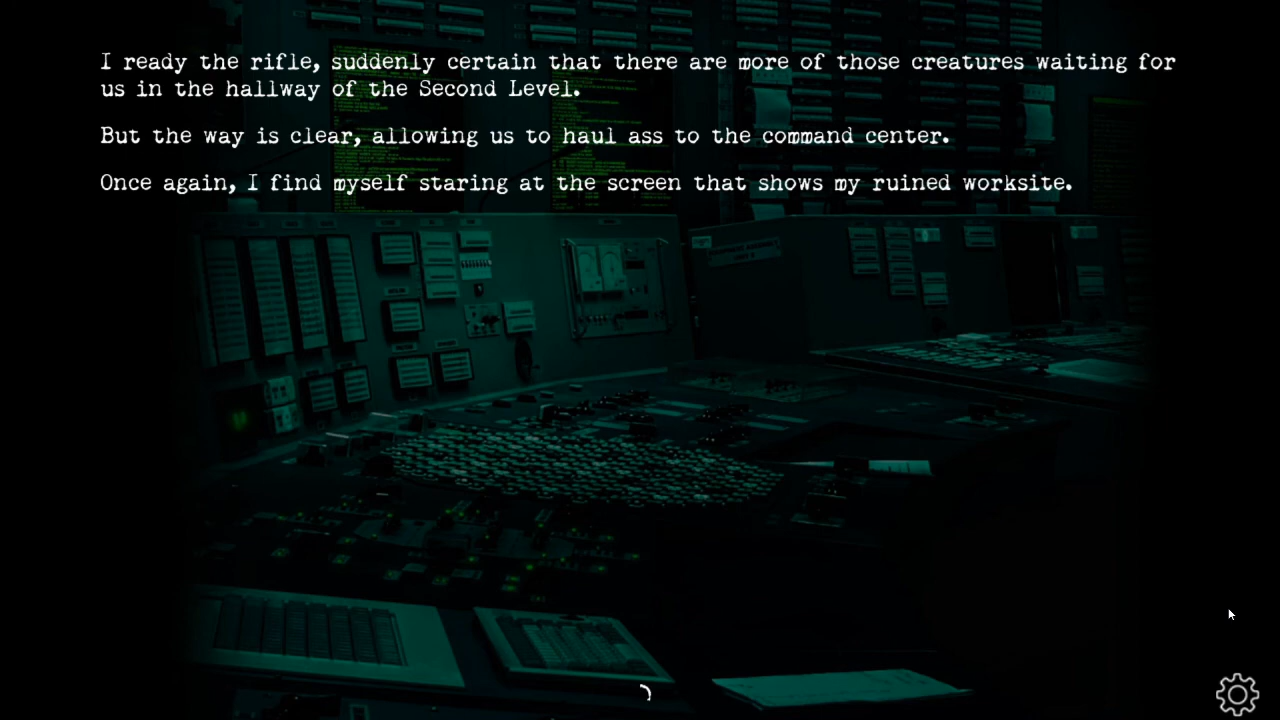 I ready the rifle, suddenly certain that there are more of those creatures waiting for
us in the hallway of the Second Level.
But the way is clear, allowing us to haul ass to the command center.
Once again, I find myself staring at the screen that shows my ruined worksite.